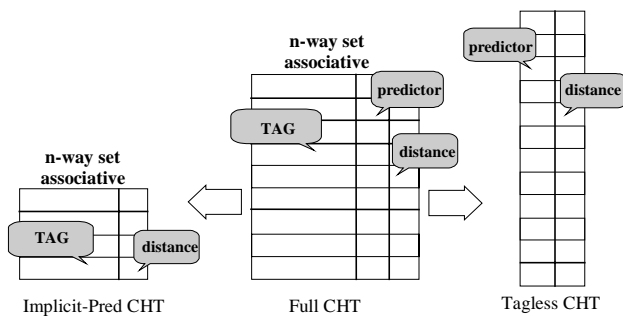 n-way set
associative
TAG
distance
Implicit-Pred CHT
n-way set
associative
predictor
TAG
distance
Full CHT
predictor
distance
Tagless CHT